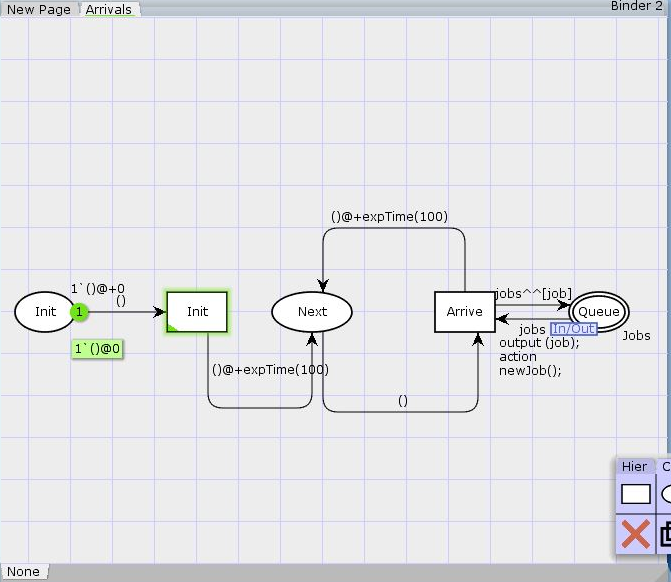 New Page Arrivals Binder 2
()@+expTime(100)
1`()@+0
()
Init
1
Init
Next
Arrive
jobs^^[job]
Queue
1`()@0
jobs In/Out
Jobs
output (job);
action
newJob();
()@+expTime(100)
()
Hier C
None